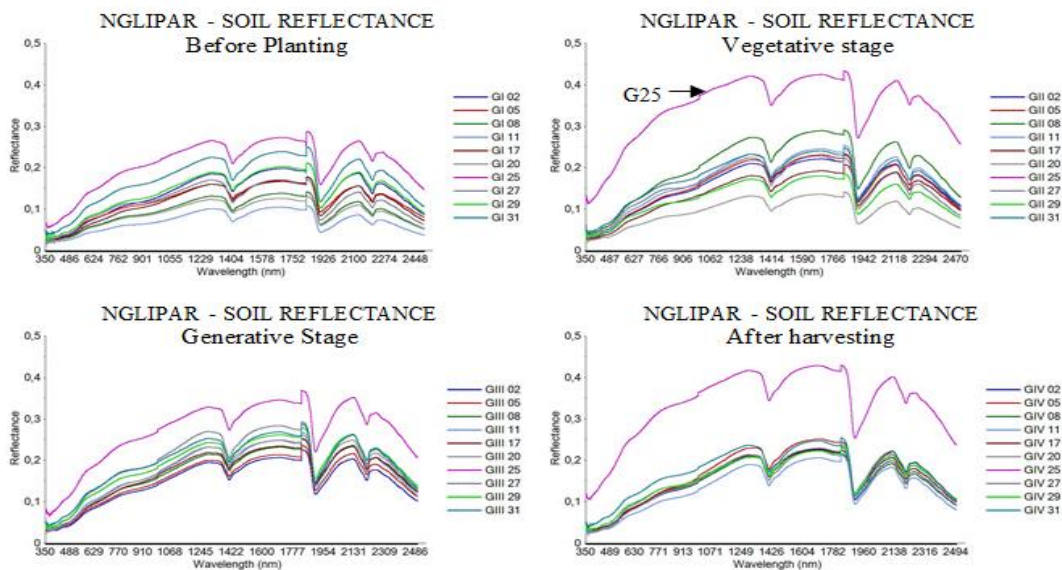 NGLIPAR - SOIL REFLECTANCE
Before Planting
0,5
0,4
0,3
0,2
0,1
0
Reflectance
350 486 624 762 901 1055 1229 1402 1577 1752 1926 2100 2274 2448
Wavelength (nm)
GI 02
GI 05
GI 08
GI 11
GI 17
GI 20
GI 25
GI 27
GI 29
GI 31
NGLIPAR - SOIL REFLECTANCE
Vegetative stage
G25
0,5
0,4
0,3
0,2
0,1
0
Reflectance
350 487 627 766 906 1062 1238 1414 1590 1766 1942 2118 2294 2470
Wavelength (nm)
GII 02
GII 05
GII 08
GII 11
GII 17
GII 20
GII 25
GII 27
GII 29
GII 31
NGLIPAR - SOIL REFLECTANCE
Generative Stage
0,5
0,4
0,3
0,2
0,1
0
Reflectance
350 488 629 770 910 1068 1245 1422 1600 1777 1954 2131 2309 2486
Wavelength (nm)
GIII 02
GIII 05
GIII 08
GIII 11
GIII 17
GIII 20
GIII 25
GIII 27
GIII 29
GIII 31
NGLIPAR - SOIL REFLECTANCE
After harvesting
0,5
0,4
0,3
0,2
0,1
0
Reflectance
350 489 630 771 913 1071 1249 1426 1604 1782 1960 2138 2316 2494
Wavelength (nm)
GIV 02
GIV 05
GIV 08
GIV 11
GIV 17
GIV 20
GIV 25
GIV 27
GIV 29
GIV 31